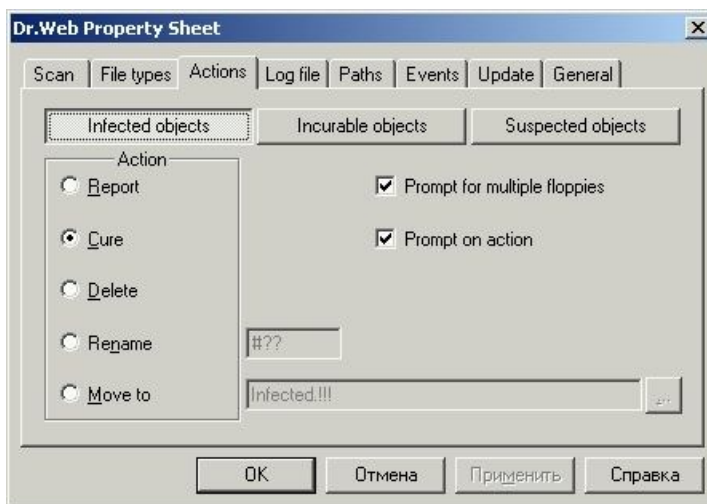 Dr.Web Property Sheet
Scan File types Actions Log file Paths Events Update General
Infected objects Incurable objects Suspected objects
Action
Report Prompt for multiple floppies
Cure Prompt on action
Delete
Rename #??
Move to Infected.!!! ...
OK Отмена Применить Справка